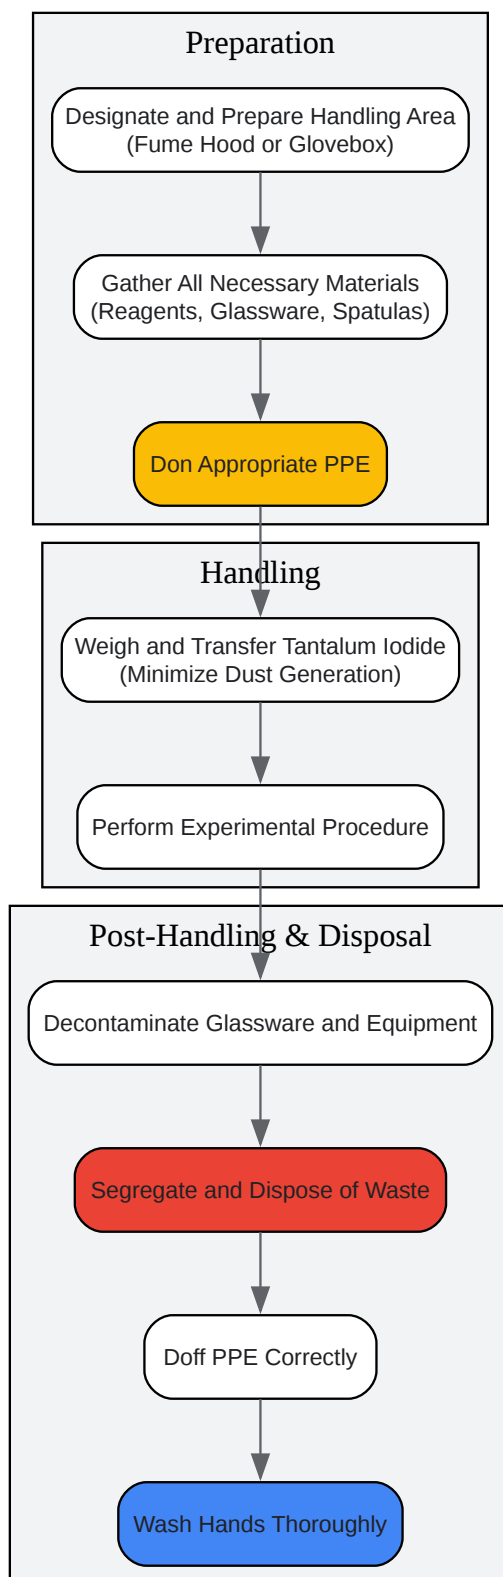 Preparation
Designate and Prepare Handling Area
(Fume Hood or Glovebox)
Gather All Necessary Materials
(Reagents, Glassware, Spatulas)
Don Appropriate PPE
Handling
Weigh and Transfer Tantalum Iodide
(Minimize Dust Generation)
Perform Experimental Procedure
Post-Handling & Disposal
Decontaminate Glassware and Equipment
Segregate and Dispose of Waste
Doff PPE Correctly
Wash Hands Thoroughly